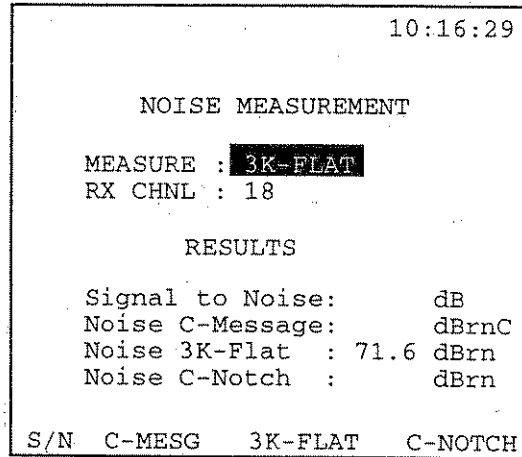 10:16:29
NOISE MEASUREMENT
MEASURE : 3K-FLAT
RX CHNL : 18
RESULTS
Signal to Noise: dB
Noise C-Message: dBrnC
Noise 3K-Flat : 71.6 dBrn
Noise C-Notch : dBrn
S/N C-MESG 3K-FLAT C-NOTCH